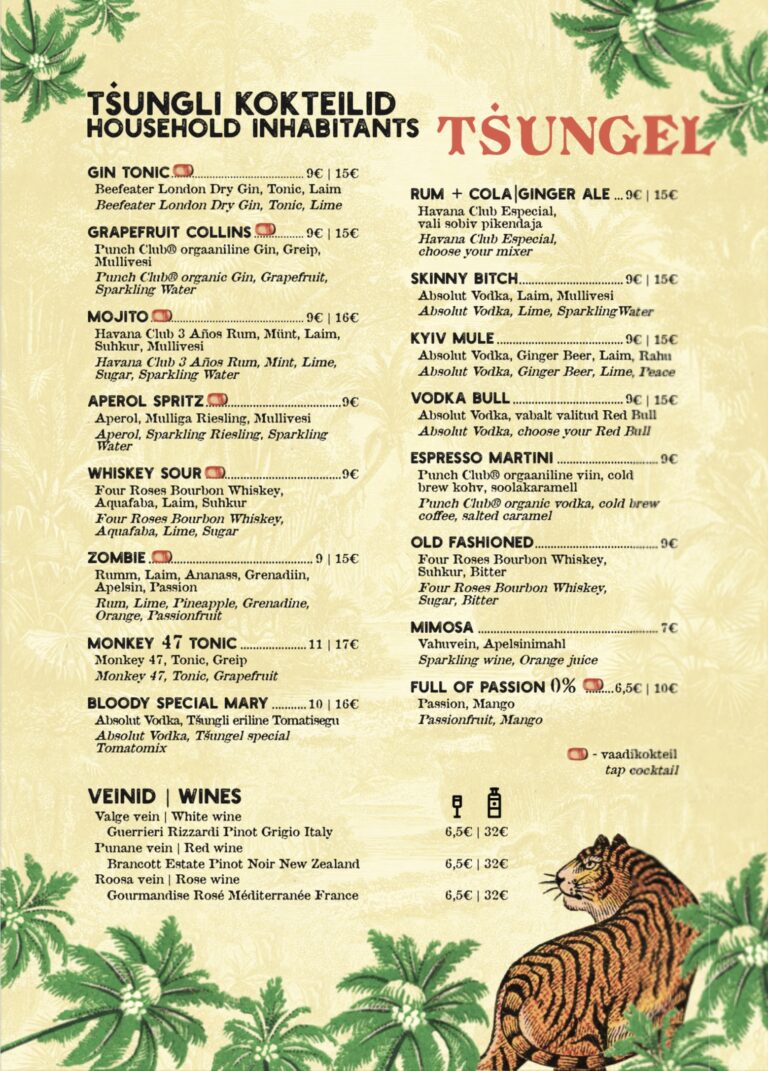 TṠUNGLI KOKTEILID
HOUSEHOLD INHABITANTS
TṠUNGEL
GIN TONIC 9€ | 15€
Beefeater London Dry Gin, Tonic, Laim
Beefeater London Dry Gin, Tonic, Lime
GRAPEFRUIT COLLINS 9€ | 15€
Punch Club® orgaaniline Gin, Greip,
Mullivesi
Punch Club® organic Gin, Grapefruit,
Sparkling Water
MOJITO 9€ | 16€
Havana Club 3 Años Rum, Münt, Laim,
Suhkur, Mullivesi
Havana Club 3 Años Rum, Mint, Lime,
Sugar, Sparkling Water
APEROL SPRITZ 9€
Aperol, Mulliga Riesling, Mullivesi
Aperol, Sparkling Riesling, Sparkling
Water
WHISKEY SOUR 9€
Four Roses Bourbon Whiskey,
Aquafaba, Laim, Suhkur
Four Roses Bourbon Whiskey,
Aquafaba, Lime, Sugar
ZOMBIE 9 | 15€
Rumm, Laim, Ananass, Grenadiin,
Apelsin, Passion
Rum, Lime, Pineapple, Grenadine,
Orange, Passionfruit
MONKEY 47 TONIC 11 | 17€
Monkey 47, Tonic, Greip
Monkey 47, Tonic, Grapefruit
BLOODY SPECIAL MARY 10 | 16€
Absolut Vodka, Tšungli eriline Tomatisegu
Absolut Vodka, Tšungel special
Tomatomix
RUM + COLA|GINGER ALE ... 9€ | 15€
Havana Club Especial,
vali sobiv pikendaja
Havana Club Especial,
choose your mixer
SKINNY BITCH 9€ | 15€
Absolut Vodka, Laim, Mullivesi
Absolut Vodka, Lime, SparklingWater
KYIV MULE 9€ | 15€
Absolut Vodka, Ginger Beer, Laim, Rahu
Absolut Vodka, Ginger Beer, Lime, Peace
VODKA BULL 9€ | 15€
Absolut Vodka, vabalt valitud Red Bull
Absolut Vodka, choose your Red Bull
ESPRESSO MARTINI 9€
Punch Club® orgaaniline viin, cold
brew kohv, soolakaramell
Punch Club® organic vodka, cold brew
coffee, salted caramel
OLD FASHIONED 9€
Four Roses Bourbon Whiskey,
Suhkur, Bitter
Four Roses Bourbon Whiskey,
Sugar, Bitter
MIMOSA 7€
Vahuvein, Apelsinimahl
Sparkling wine, Orange juice
FULL OF PASSION 0% 6,5€ | 10€
Passion, Mango
Passionfruit, Mango
- vaadikokteil
tap cocktail
VEINID | WINES
Valge vein | White wine
Guerrieri Rizzardi Pinot Grigio Italy 6,5€ | 32€
Punane vein | Red wine
Brancott Estate Pinot Noir New Zealand 6,5€ | 32€
Roosa vein | Rose wine
Gourmandise Rosé Méditerranée France 6,5€ | 32€